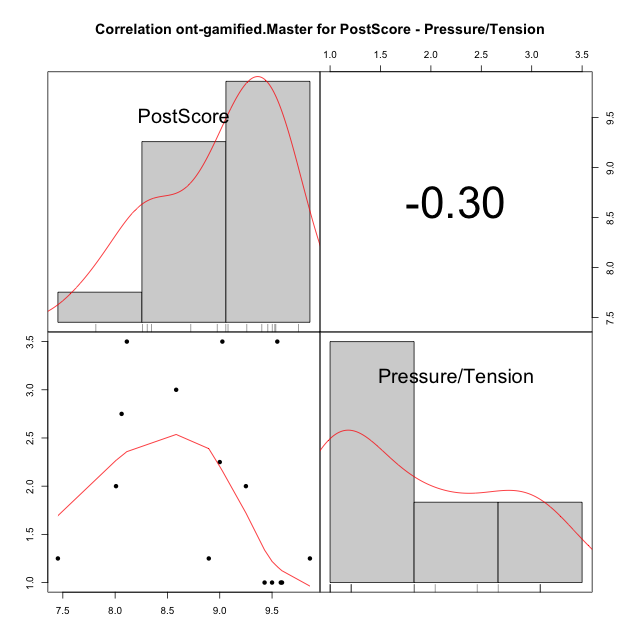 Correlation ont-gamified.Master for PostScore - Pressure/Tension
1.0 1.5 2.0 2.5 3.0 3.5
PostScore
-0.30
9.5
9.0
8.5
8.0
7.5
3.5
3.0
2.5
2.0
1.5
1.0
Pressure/Tension
7.5 8.0 8.5 9.0 9.5